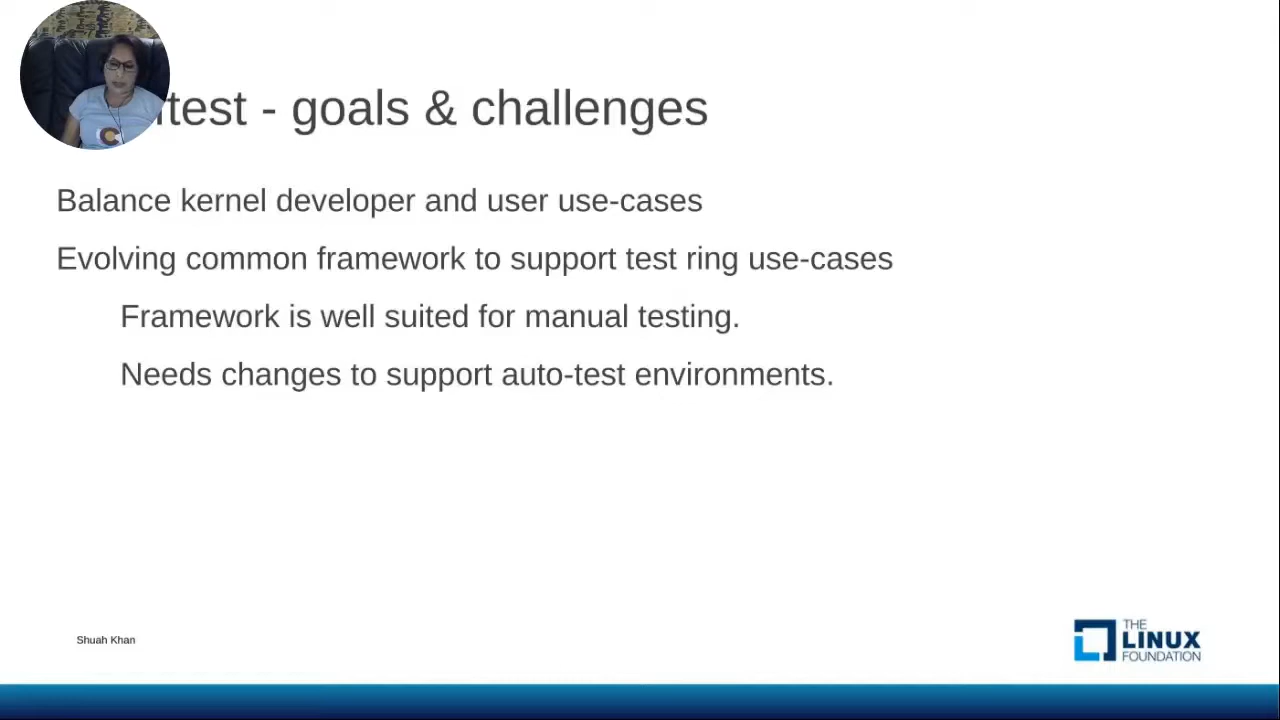 test - goals & challenges
Balance kernel developer and user use-cases
Evolving common framework to support test ring use-cases
Framework is well suited for manual testing.
Needs changes to support auto-test environments.
Shuah Khan
THE
LINUX
FOUNDATION